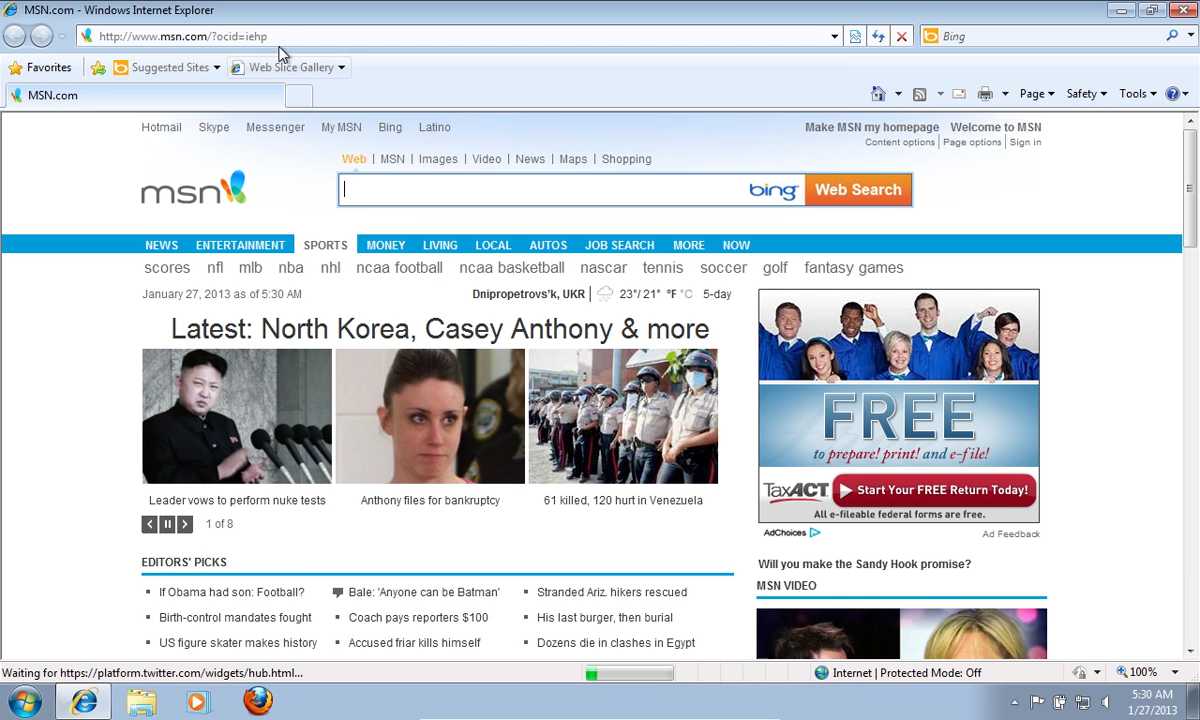 MSN.com - Windows Internet Explorer
http://www.msn.com/?ocid=iehp
Bing
Favorites
Suggested Sites
Web Slice Gallery
MSN.com
Page
Safety
Tools
Hotmail Skype Messenger My MSN Bing Latino
Make MSN my homepage Welcome to MSN
Content options | Page options | Sign in
Web | MSN | Images | Video | News | Maps | Shopping
msn
bing
Web Search
NEWS ENTERTAINMENT SPORTS MONEY LIVING LOCAL AUTOS JOB SEARCH MORE NOW
scores nfl mlb nba nhl ncaa football ncaa basketball nascar tennis soccer golf fantasy games
January 27, 2013 as of 5:30 AM
Dnipropetrovs'k, UKR | 23°/ 21° °F °C 5-day
Latest: North Korea, Casey Anthony & more
Leader vows to perform nuke tests
Anthony files for bankruptcy
61 killed, 120 hurt in Venezuela
1 of 8
FREE
to prepare! print! and e-file!
TaxACT.
Start Your FREE Return Today!
All e-fileable federal forms are free.
AdChoices
Ad Feedback
EDITORS' PICKS
If Obama had son: Football?
Birth-control mandates fought
US figure skater makes history
Bale: 'Anyone can be Batman'
Coach pays reporters $100
Accused friar kills himself
Stranded Ariz. hikers rescued
His last burger, then burial
Dozens die in clashes in Egypt
Will you make the Sandy Hook promise?
MSN VIDEO
Waiting for https://platform.twitter.com/widgets/hub.html...
Internet | Protected Mode: Off
100%
5:30 AM
1/27/2013